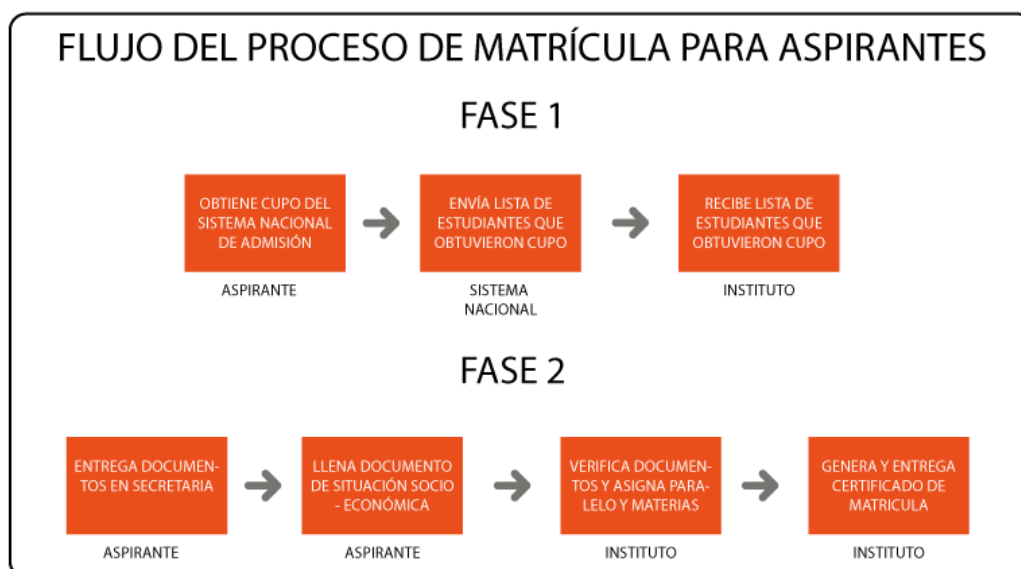 FLUJO DEL PROCESO DE MATRÍCULA PARA ASPIRANTES
FASE 1
OBTIENE CUPO DEL
SISTEMA NACIONAL
DE ADMISIÓN
ASPIRANTE
ENVÍA LISTA DE
ESTUDIANTES QUE
OBTUVIERON CUPO
SISTEMA
NACIONAL
RECIBE LISTA DE
ESTUDIANTES QUE
OBTUVIERON CUPO
INSTITUTO
FASE 2
ENTREGA DOCUMEN-
TOS EN SECRETARIA
ASPIRANTE
LLENA DOCUMENTO
DE SITUACIÓN SOCIO
- ECONÓMICA
ASPIRANTE
VERIFICA DOCUMEN-
TOS Y ASIGNA PARA-
LELO Y MATERIAS
INSTITUTO
GENERA Y ENTREGA
CERTIFICADO DE
MATRICULA
INSTITUTO